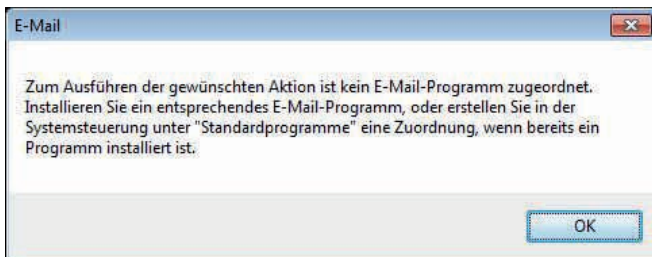 E-Mail
Zum Ausführen der gewünschten Aktion ist kein E-Mail-Programm zugeordnet.
Installieren Sie ein entsprechendes E-Mail-Programm, oder erstellen Sie in der
Systemsteuerung unter "Standardprogramme" eine Zuordnung, wenn bereits ein
Programm installiert ist.
OK